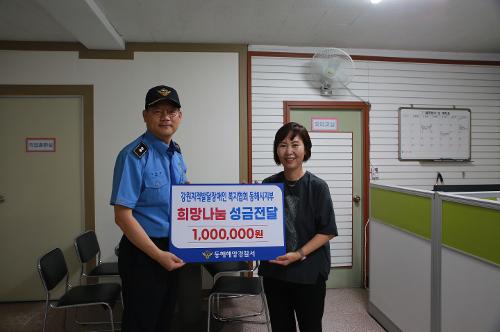 강원지적발달장애인 복지협회 동해시지부
희망나눔 성금전달
1,000,000원
동해해양경찰서